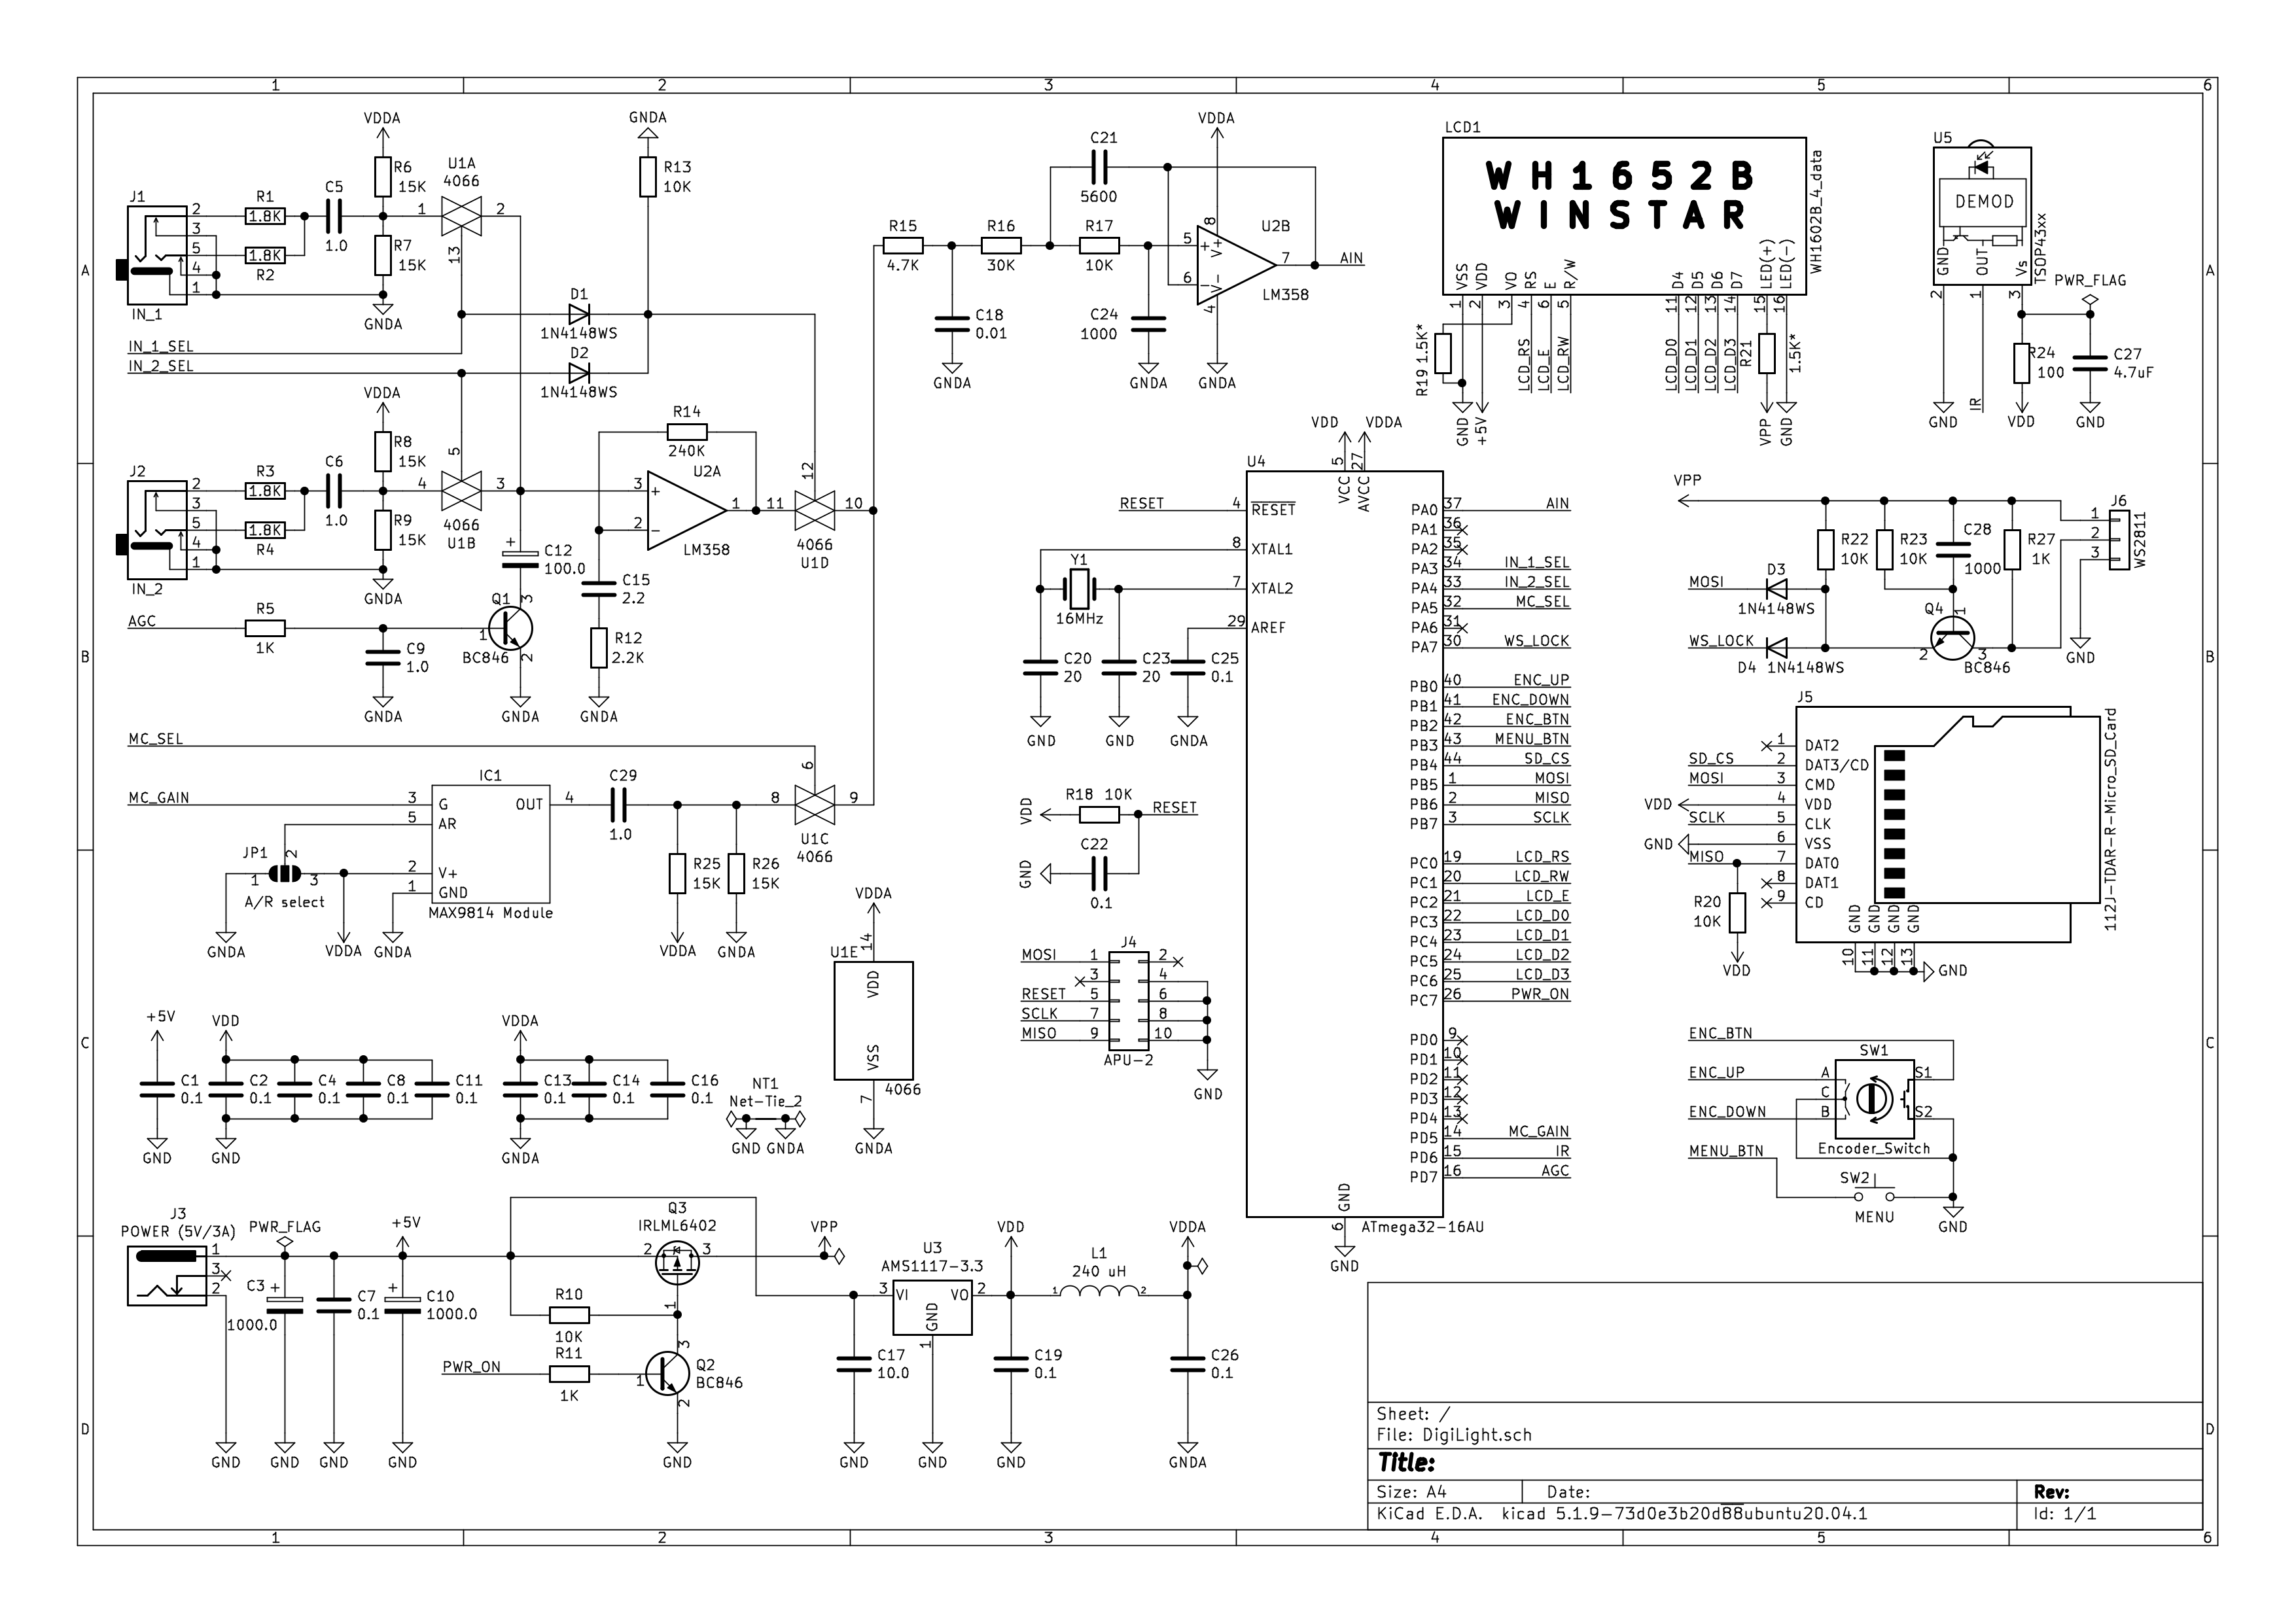 1 2 3 4 5 6
A
B
C
D
VDDA
R6
15K
U1A
4066
J1
R1
1.8K
C5
1.0
1.8K
R2
2
3
5
4
1
R7
15K
1 2
13
GNDA
IN_1
GNDA
R13
10K
D1
1N4148WS
D2
1N4148WS
IN_1_SEL
IN_2_SEL
VDDA
R8
15K
J2
R3
1.8K
C6
1.0
1.8K
R4
2
3
5
4
1
R9
15K
4 3
5
4066
U1B
GNDA
IN_2
R14
240K
U2A
3
+
2
−
1
LM358
11 10
12
4066
U1D
C12
100.0
+
C15
2.2
R12
2.2K
GNDA
AGC
R5
1K
C9
1.0
GNDA
Q1
1
3
2
BC846
GNDA
R15
4.7K
R16
30K
R17
10K
C21
5600
C18
0.01
GNDA
C24
1000
GNDA
VDDA
8
V+
5
+
6
−
V−
4
7
U2B
LM358
GNDA
AIN
LCD1
WH1652B
WINSTAR
WH1602B_4_data
VSS
VDD
VO
RS
E
R/W
D4
D5
D6
D7
LED(+)
LED(-)
1
2
3
4
6
5
11
12
13
14
15
16
R19 1.5K*
GND
+5V
LCD_RS
LCD_E
LCD_RW
LCD_D0
LCD_D1
LCD_D2
LCD_D3
R21
1.5K*
VPP
GND
U5
DEMOD
TSOP43xx
GND
OUT
Vs
2
1
3
GND
IR
R24
100
VDD
PWR_FLAG
C27
4.7uF
GND
MC_SEL
MC_GAIN
IC1
3 G
5 AR
2 V+
1 GND
OUT 4
MAX9814 Module
JP1
2
1 3
A/R select
GNDA
VDDA
GNDA
C29
1.0
R25
15K
R26
15K
VDDA
GNDA
6
8 9
U1C
4066
VDDA
U1E
14
VDD
VSS
4066
7
GNDA
+5V
C1
0.1
GND
VDD
C2
0.1
C4
0.1
C8
0.1
C11
0.1
GND
VDDA
C13
0.1
C14
0.1
C16
0.1
GNDA
NT1
Net-Tie_2
GND GNDA
U4
VDD VDDA
5
27
VCC
AVCC
RESET 4 RESET
8 XTAL1
7 XTAL2
29 AREF
Y1
16MHz
C20
20
C23
20
C25
0.1
GND GND GNDA
VDD
R18 10K
RESET
C22
0.1
GND
J4
MOSI 1 2
3 4
RESET 5 6
SCLK 7 8
MISO 9 10
APU-2
GND
PA0 37 AIN
PA1 36
PA2 35
PA3 34 IN_1_SEL
PA4 33 IN_2_SEL
PA5 32 MC_SEL
PA6 31
PA7 30 WS_LOCK
PB0 40 ENC_UP
PB1 41 ENC_DOWN
PB2 42 ENC_BTN
PB3 43 MENU_BTN
PB4 44 SD_CS
PB5 1 MOSI
PB6 2 MISO
PB7 3 SCLK
PC0 19 LCD_RS
PC1 20 LCD_RW
PC2 21 LCD_E
PC3 22 LCD_D0
PC4 23 LCD_D1
PC5 24 LCD_D2
PC6 25 LCD_D3
PC7 26 PWR_ON
PD0 9
PD1 10
PD2 11
PD3 12
PD4 13
PD5 14 MC_GAIN
PD6 15 IR
PD7 16 AGC
GND
6
ATmega32-16AU
GND
VPP
R22
10K
R23
10K
C28
1000
R27
1K
J6
1
2
3
WS2811
GND
MOSI
D3
1N4148WS
WS_LOCK
D4 1N4148WS
Q4
1
2 3
BC846
J5
1 DAT2
SD_CS 2 DAT3/CD
MOSI 3 CMD
VDD 4 VDD
SCLK 5 CLK
GND 6 VSS
MISO 7 DAT0
8 DAT1
9 CD
R20
10K
VDD
GND
GND
GND
GND
10
11
12
13
GND
112J-TDAR-R-Micro_SD_Card
ENC_BTN
SW1
ENC_UP A S1
C
ENC_DOWN B S2
Encoder_Switch
MENU_BTN
SW2
MENU
GND
J3
POWER (5V/3A)
1
3
2
GND
PWR_FLAG
C3 +
1000.0
GND
C7
0.1
GND
+5V
+
C10
1000.0
GND
Q3
IRLML6402
2 3
1
R10
10K
R11
1K
PWR_ON
1
3
2
Q2
BC846
GND
VPP
U3
AMS1117-3.3
3 VI
VO 2
GND
1
C17
10.0
GND
GND
VDD
C19
0.1
GND
L1
240 uH
1 2
VDDA
C26
0.1
GNDA
Sheet: /
File: DigiLight.sch
Title:
Size: A4 Date: Rev:
KiCad E.D.A. kicad 5.1.9-73d0e3b20d88ubuntu20.04.1 Id: 1/1
1 2 3 4 5 6
A
B
C
D